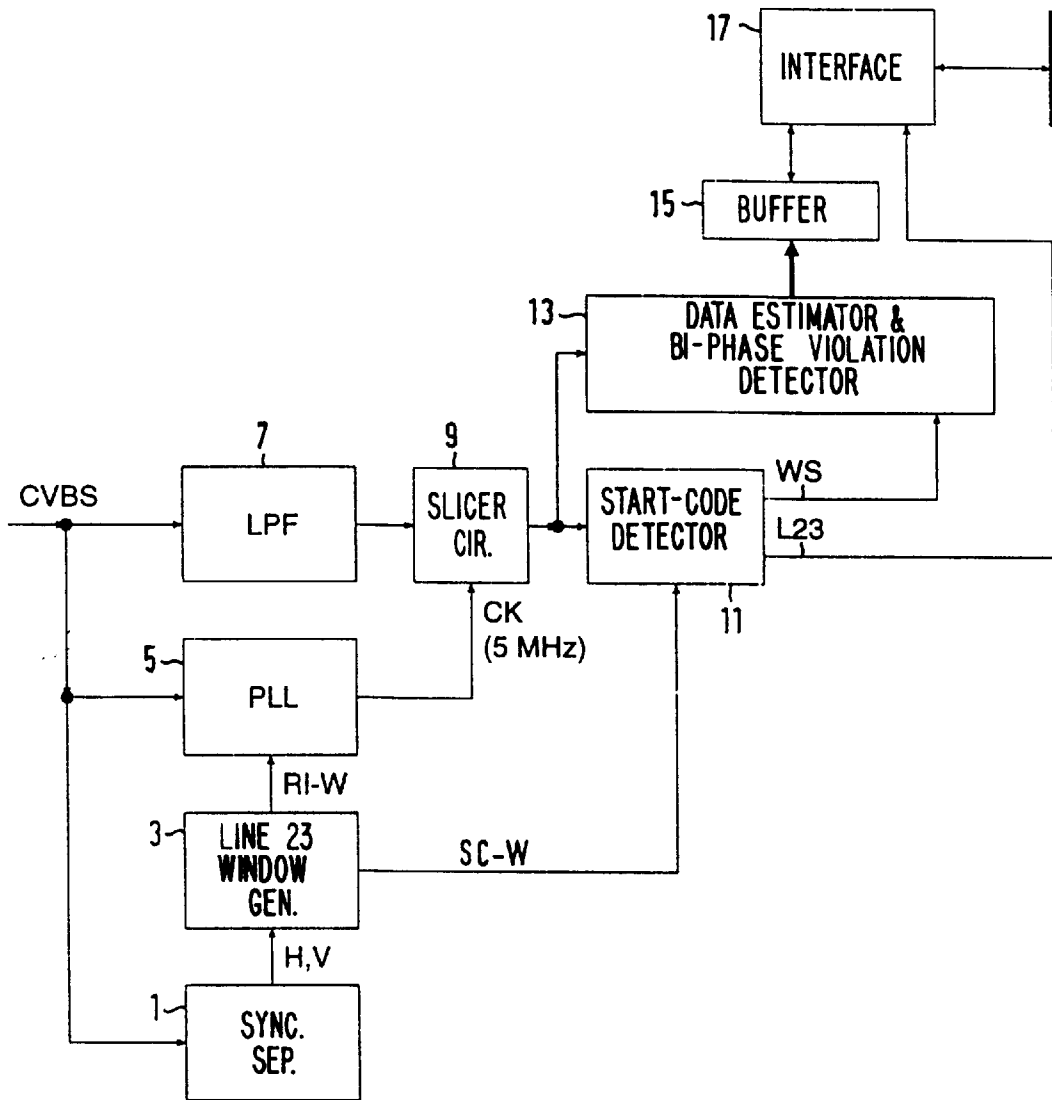 17
INTERFACE
15
BUFFER
13
DATA ESTIMATOR &
BI-PHASE VIOLATION
DETECTOR
7
9
CVBS
LPF
SLICER
CIR.
START-CODE
DETECTOR
WS
L23
11
CK
(5 MHz)
5
PLL
RI-W
3
LINE 23
WINDOW
GEN.
SC-W
H,V
1
SYNC.
SEP.